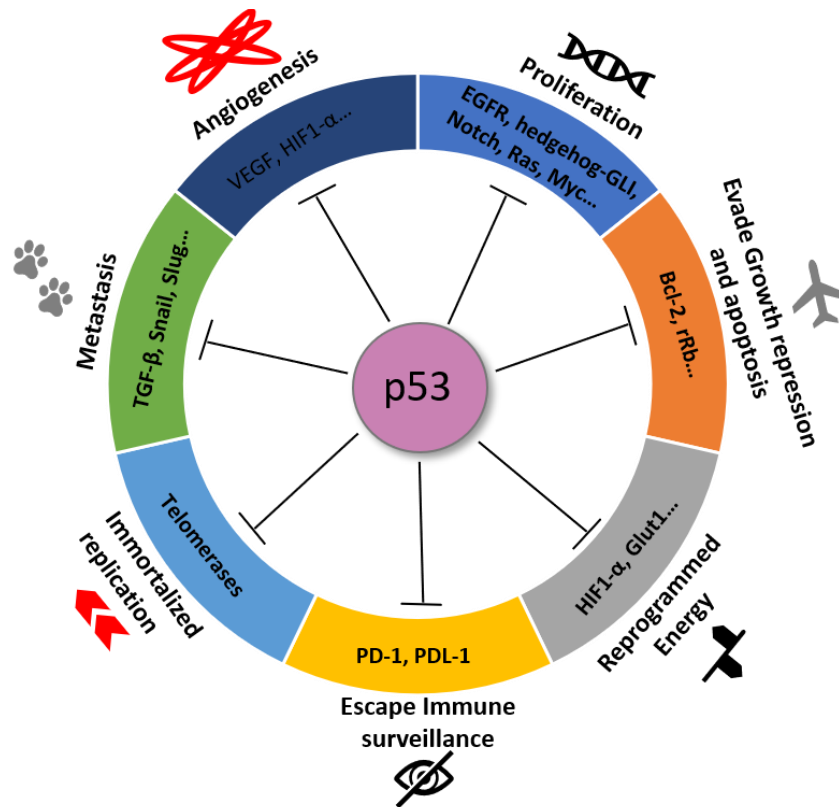 Angiogenesis
VEGF, HIF1-α...
Proliferation
EGFR, hedgehog-GLI,
Notch, Ras, Myc...
Evade Growth repression
and apoptosis
Bcl-2, rRb...
Reprogrammed
Energy
HIF1-α, Glut1...
Escape Immune
surveillance
PD-1, PDL-1
Immortalized
replication
Telomerases
Metastasis
TGF-β, Snail, Slug...
p53